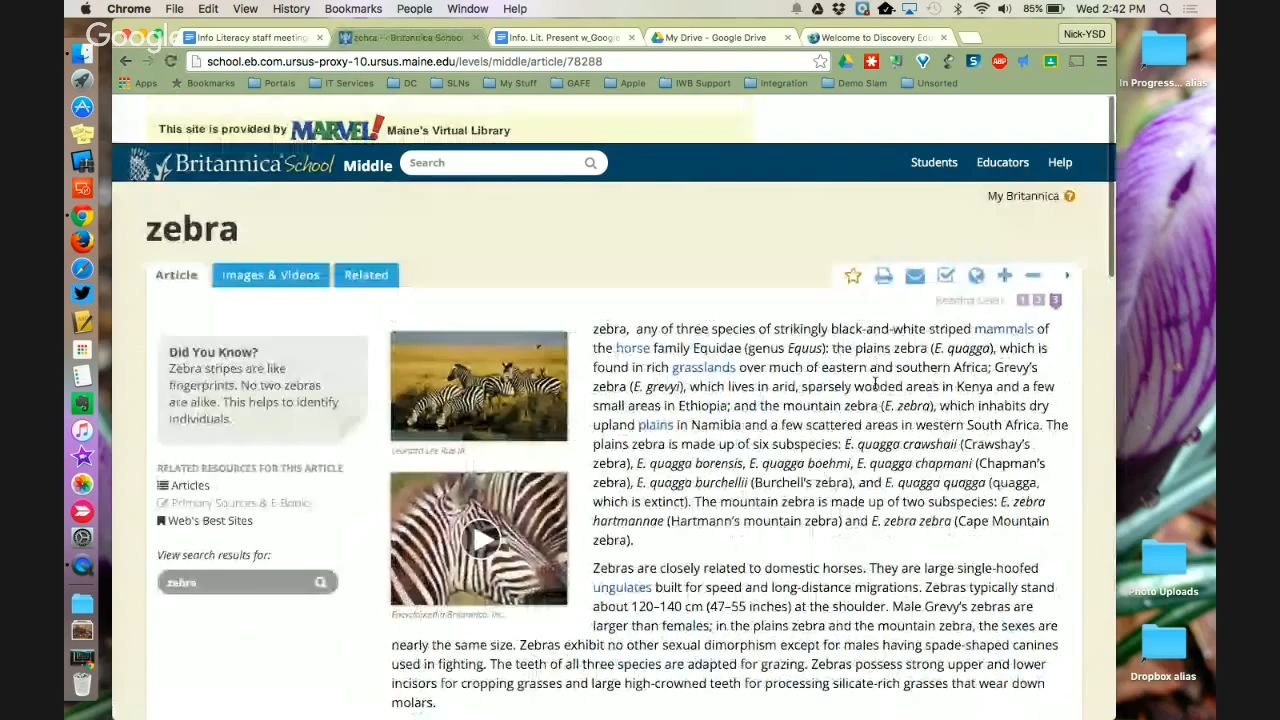 Chrome File Edit View History Bookmarks People Window Help 85% Wed 2:42 PM
Google
Info Literacy staff meeting zebra -- Britannica School Info. Lit. Present w_Google My Drive - Google Drive Welcome to Discovery Edu Nick-YSD
school.eb.com.ursus-proxy-10.ursus.maine.edu/levels/middle/article/78288
Apps Bookmarks Portals IT Services DC SLNs My Stuff GAFE Apple IWB Support Integration Demo Slam Unsorted
In Progress... alias
This site is provided by MARVEL! Maine's Virtual Library
Britannica School Middle Search Students Educators Help
My Britannica ?
zebra
Article Images & Videos Related
Reading Level 1 2 3
Did You Know?
Zebra stripes are like
fingerprints. No two zebras
are alike. This helps to identify
individuals.
RELATED RESOURCES FOR THIS ARTICLE
Articles
Primary Sources & E-Books
Web's Best Sites
View search results for:
zebra
Leonard Lee Rue III
Encyclopædia Britannica, Inc.
zebra, any of three species of strikingly black-and-white striped mammals of
the horse family Equidae (genus Equus): the plains zebra (E. quagga), which is
found in rich grasslands over much of eastern and southern Africa; Grevy's
zebra (E. grevyi), which lives in arid, sparsely wooded areas in Kenya and a few
small areas in Ethiopia; and the mountain zebra (E. zebra), which inhabits dry
upland plains in Namibia and a few scattered areas in western South Africa. The
plains zebra is made up of six subspecies: E. quagga crawshaii (Crawshay's
zebra), E. quagga borensis, E. quagga boehmi, E. quagga chapmani (Chapman's
zebra), E. quagga burchellii (Burchell's zebra), and E. quagga quagga (quagga,
which is extinct). The mountain zebra is made up of two subspecies: E. zebra
hartmannae (Hartmann's mountain zebra) and E. zebra zebra (Cape Mountain
zebra).
Zebras are closely related to domestic horses. They are large single-hoofed
ungulates built for speed and long-distance migrations. Zebras typically stand
about 120–140 cm (47–55 inches) at the shoulder. Male Grevy's zebras are
larger than females; in the plains zebra and the mountain zebra, the sexes are
nearly the same size. Zebras exhibit no other sexual dimorphism except for males having spade-shaped canines
used in fighting. The teeth of all three species are adapted for grazing. Zebras possess strong upper and lower
incisors for cropping grasses and large high-crowned teeth for processing silicate-rich grasses that wear down
molars.
Photo Uploads
Dropbox alias